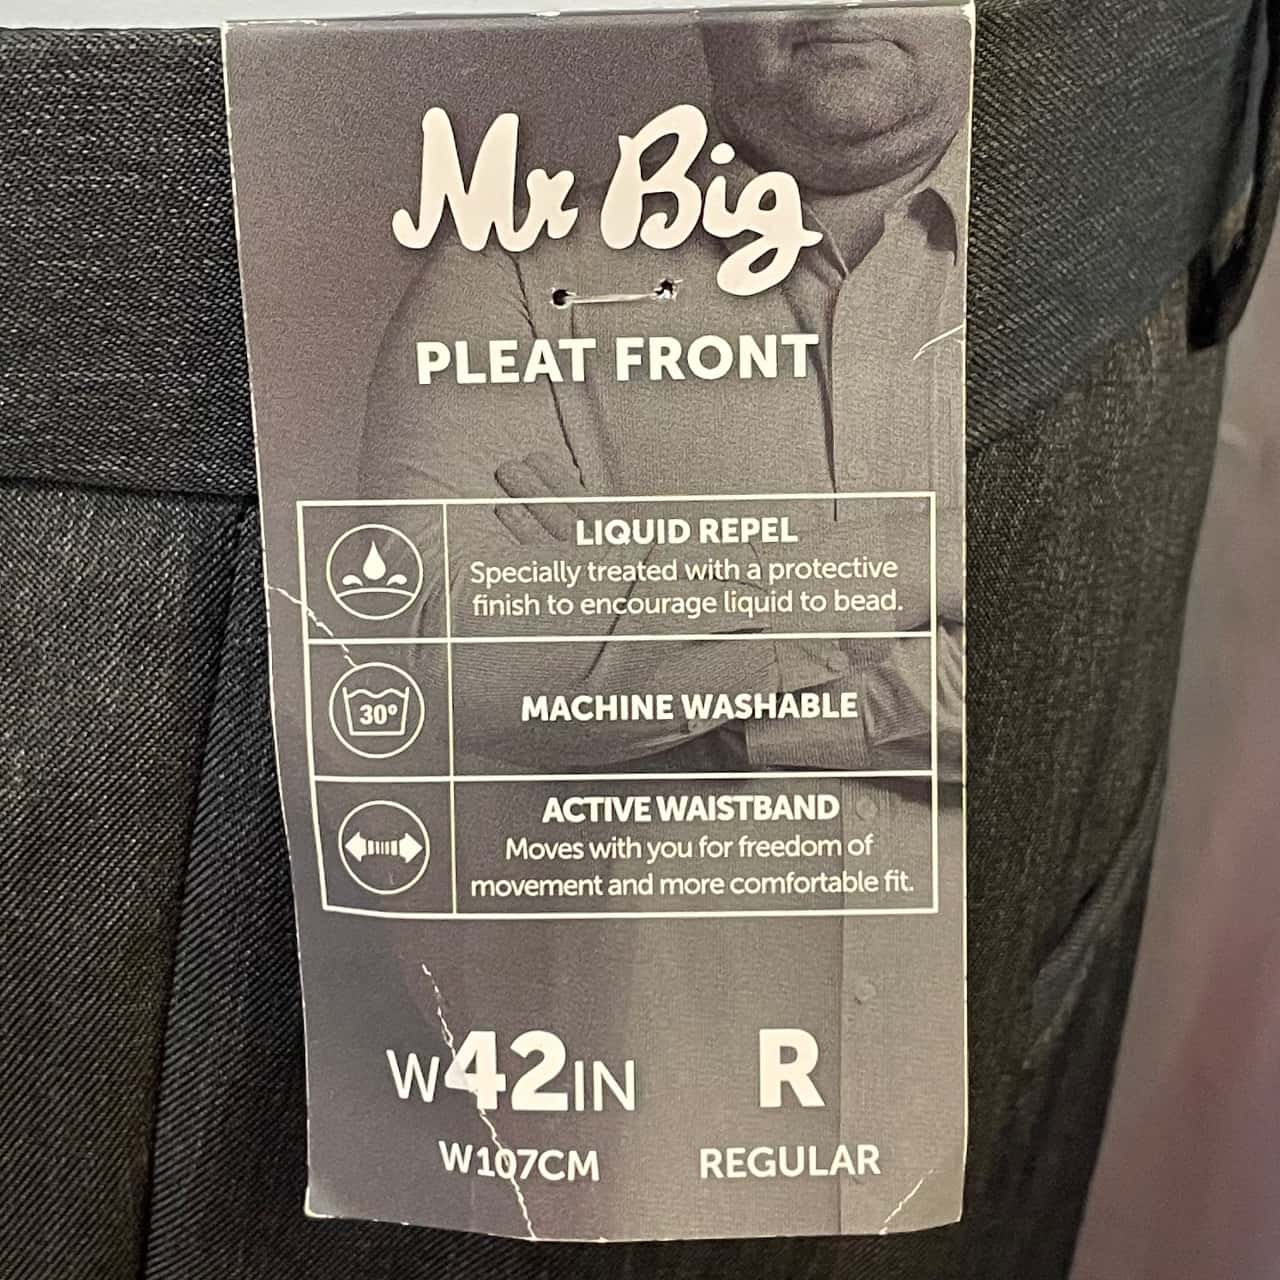 Mr Big
PLEAT FRONT
LIQUID REPEL
Specially treated with a protective
finish to encourage liquid to bead.
30°
MACHINE WASHABLE
ACTIVE WAISTBAND
Moves with you for freedom of
movement and more comfortable fit.
W42IN R
W107CM REGULAR